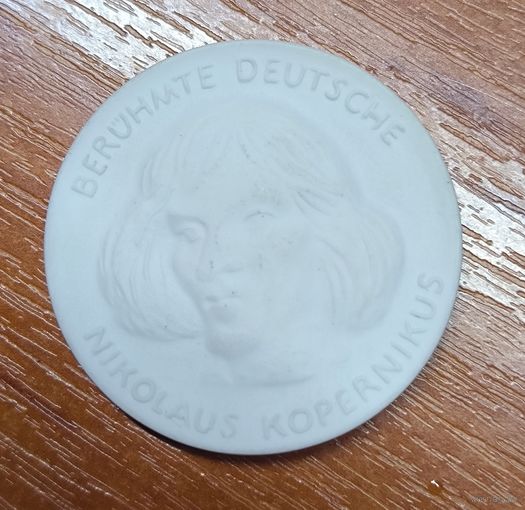 BERÜHMTE DEUTSCHE
NIKOLAUS KOPERNIKUS